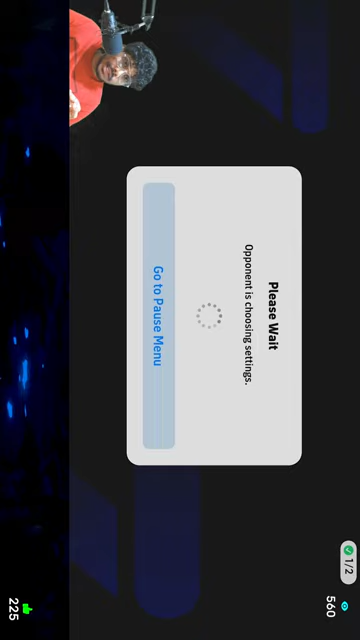 Please Wait
Opponent is choosing settings.
Go to Pause Menu
1/2
560
225